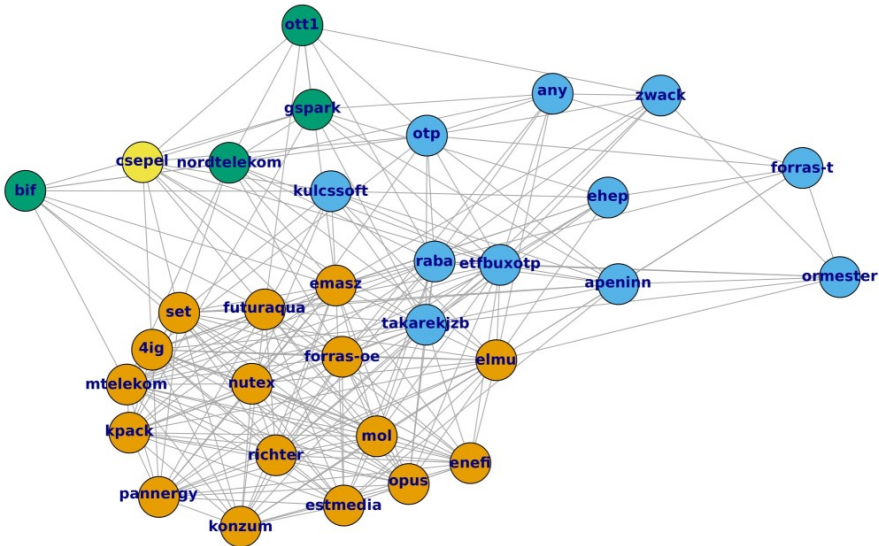 ott1
any
zwack
gspark
otp
csepel
nordtelekom
forras-t
bif
kulcssoft
ehep
raba
etfbuxotp
apeninn
ormester
emasz
set
futuraqua
takarekjzb
4ig
forras-oe
elmu
mtelekom
nutex
kpack
mol
richter
enefi
opus
pannergy
estmedia
konzum